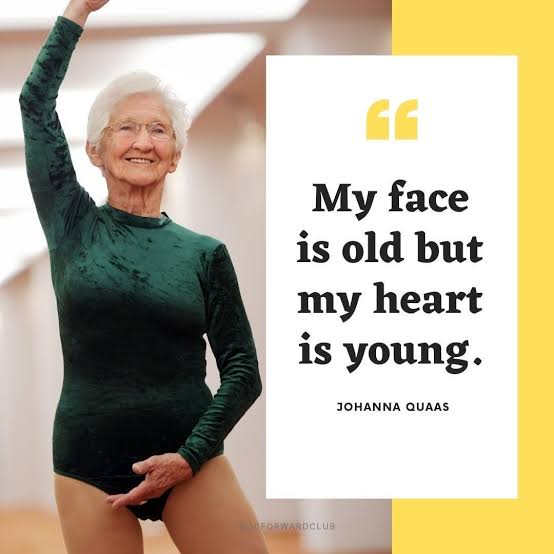 My face
is old but
my heart
is young.
JOHANNA QUAAS